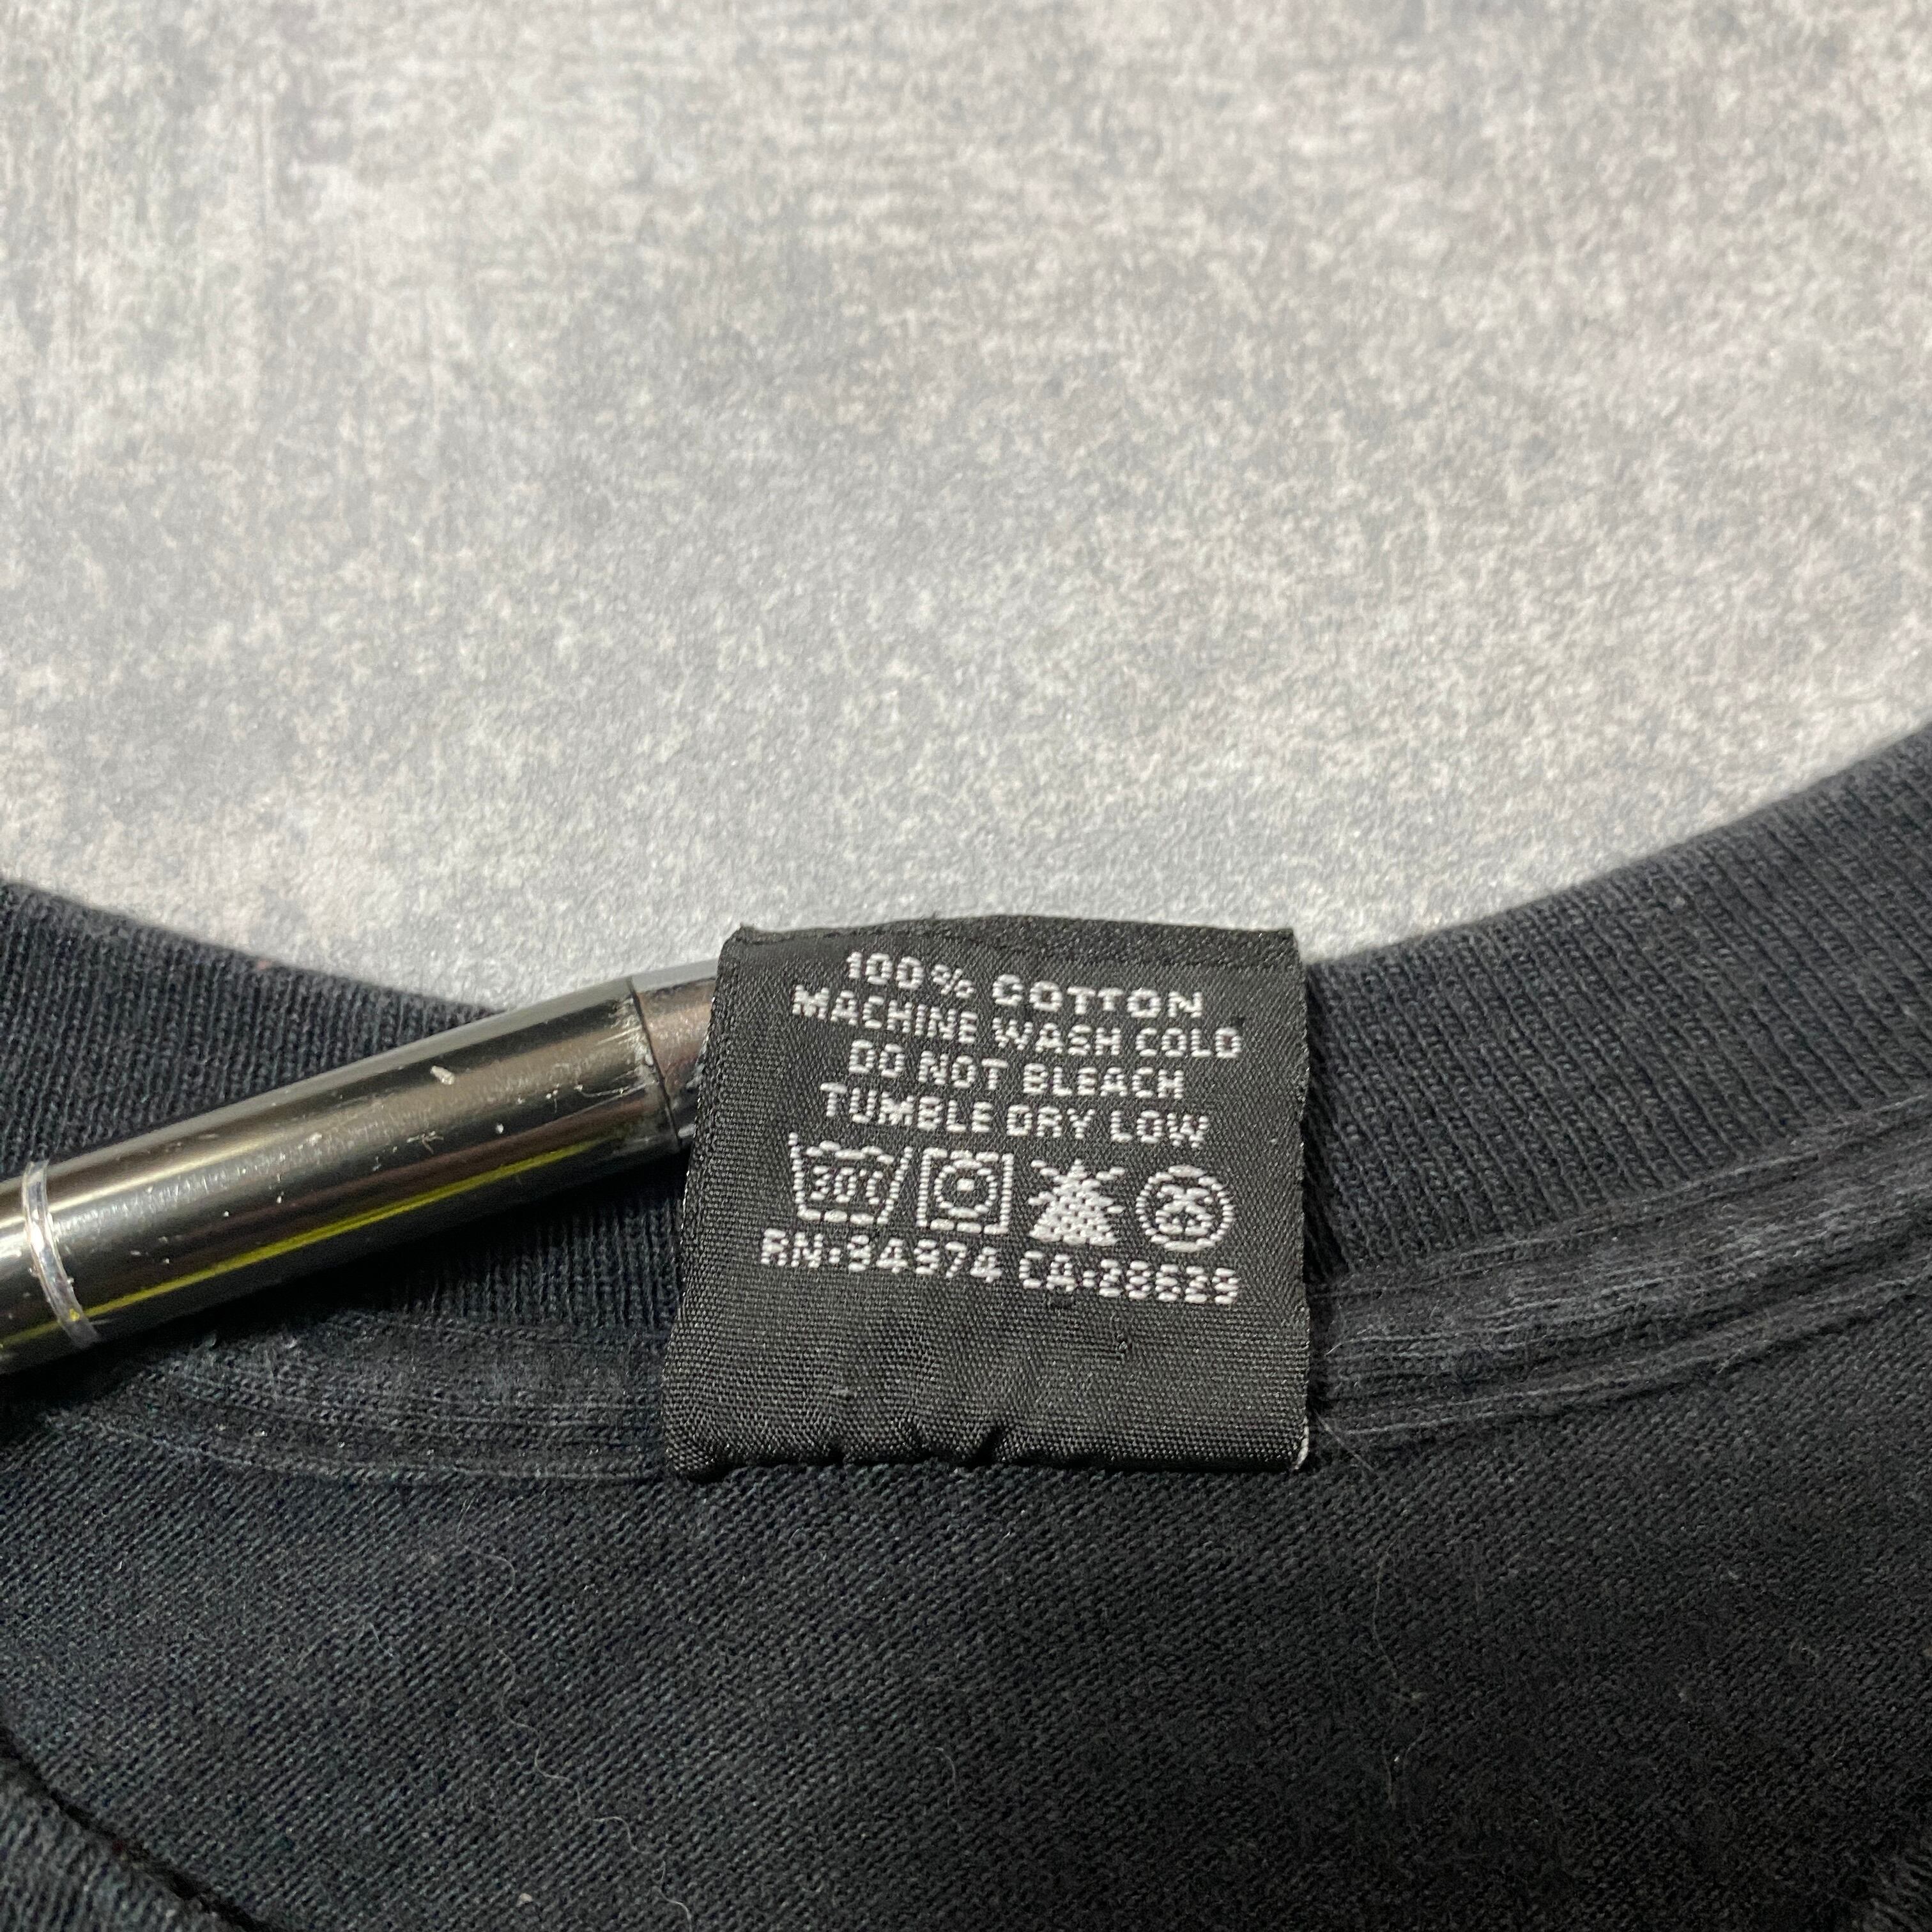 100% COTTON
MACHINE WASH COLD
DO NOT BLEACH
TUMBLE DRY LOW
30℃
RN:94974 CA:28629